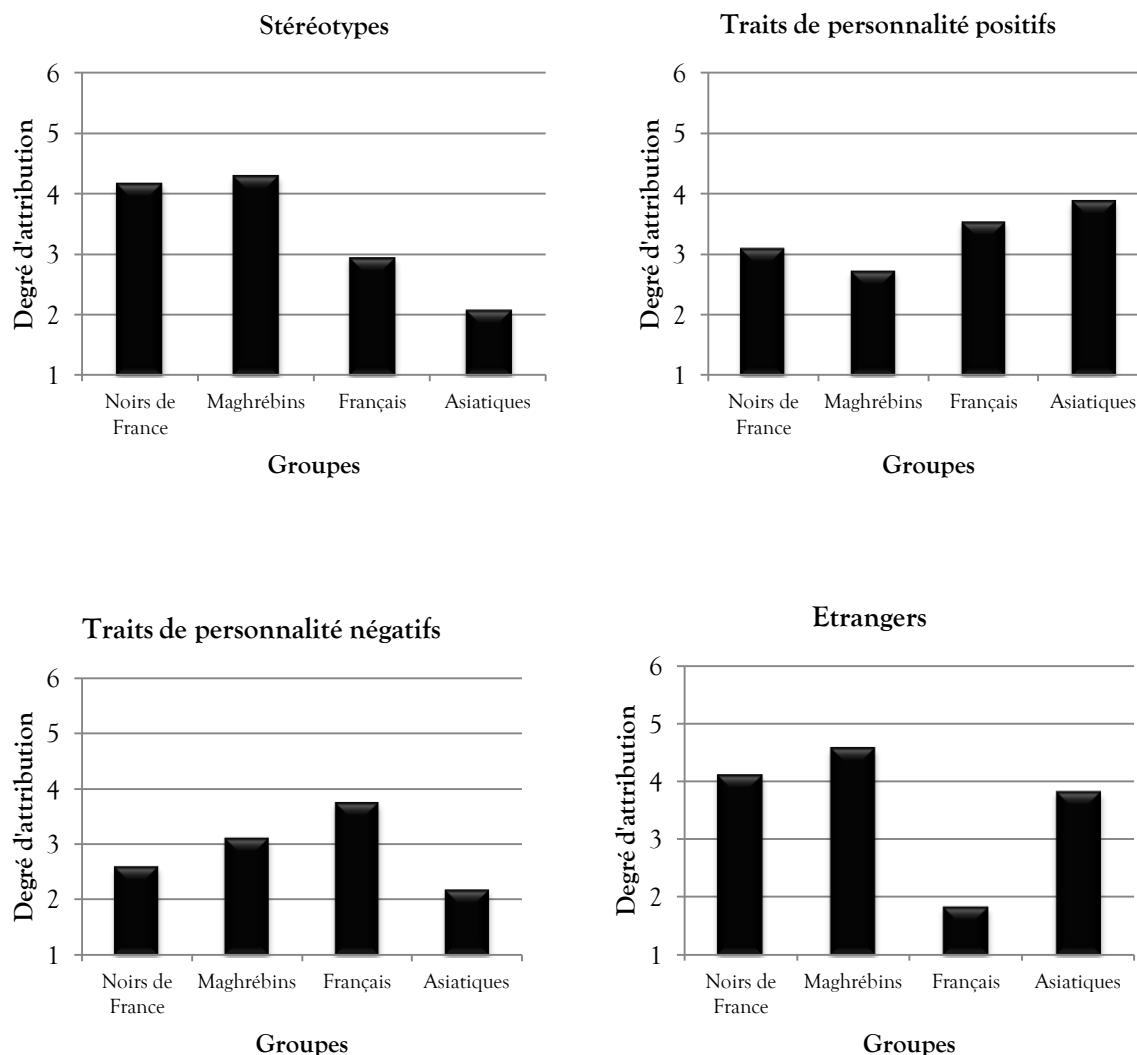 Stéréotypes
6
5
4
3
2
1
Degré d'attribution
Noirs de
France
Maghrébins
Français
Asiatiques
Groupes
Traits de personnalité positifs
6
5
4
3
2
1
Degré d'attribution
Noirs de
France
Maghrébins
Français
Asiatiques
Groupes
Traits de personnalité négatifs
6
5
4
3
2
1
Degré d'attribution
Noirs de
France
Maghrébins
Français
Asiatiques
Groupes
Etrangers
6
5
4
3
2
1
Degré d'attribution
Noirs de
France
Maghrébins
Français
Asiatiques
Groupes